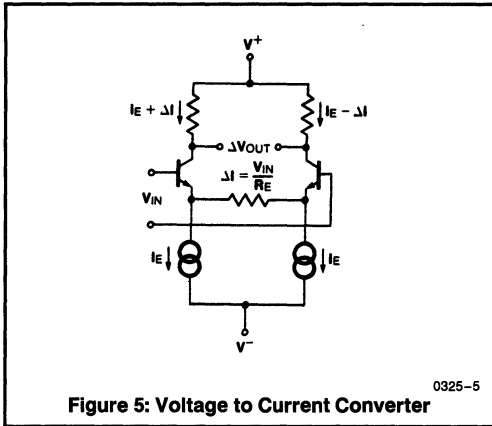 V+
IE + ΔI
IE − ΔI
ΔVOUT
ΔI = VIN / RE
VIN
IE
IE
V−
0325–5
Figure 5: Voltage to Current Converter